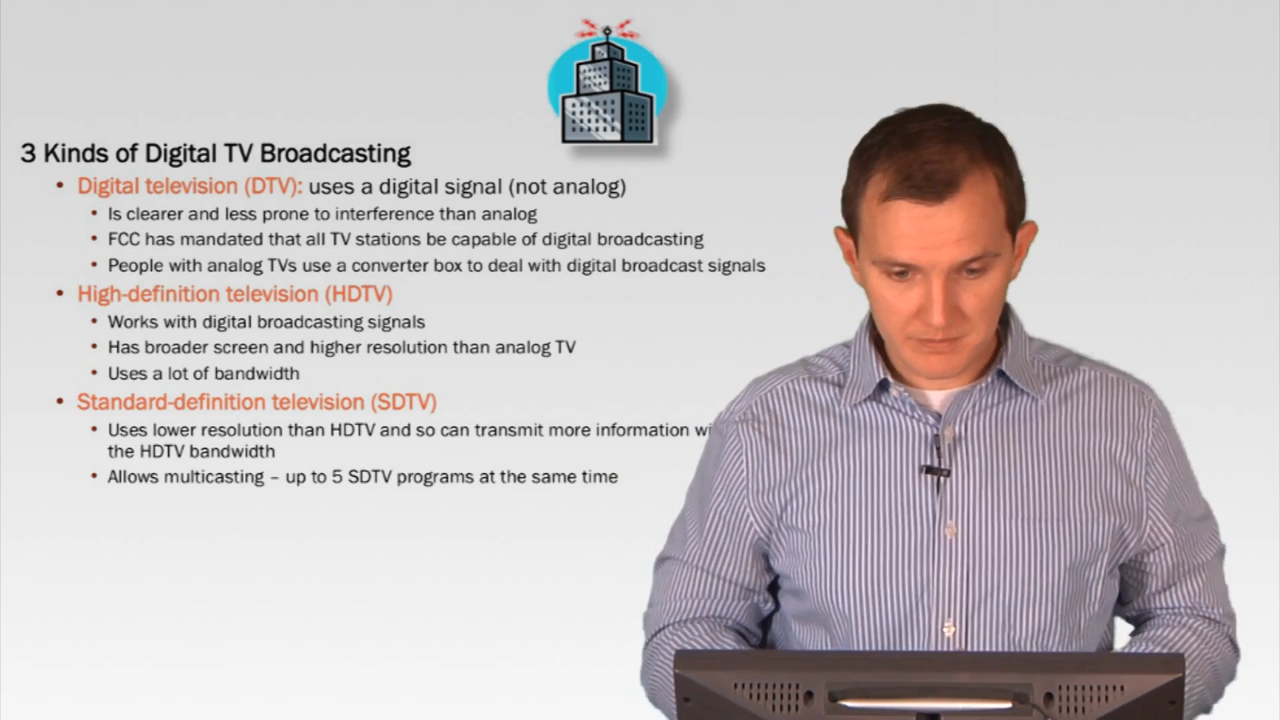 3 Kinds of Digital TV Broadcasting
• Digital television (DTV): uses a digital signal (not analog)
• Is clearer and less prone to interference than analog
• FCC has mandated that all TV stations be capable of digital broadcasting
• People with analog TVs use a converter box to deal with digital broadcast signals
• High-definition television (HDTV)
• Works with digital broadcasting signals
• Has broader screen and higher resolution than analog TV
• Uses a lot of bandwidth
• Standard-definition television (SDTV)
• Uses lower resolution than HDTV and so can transmit more information
the HDTV bandwidth
• Allows multicasting – up to 5 SDTV programs at the same time